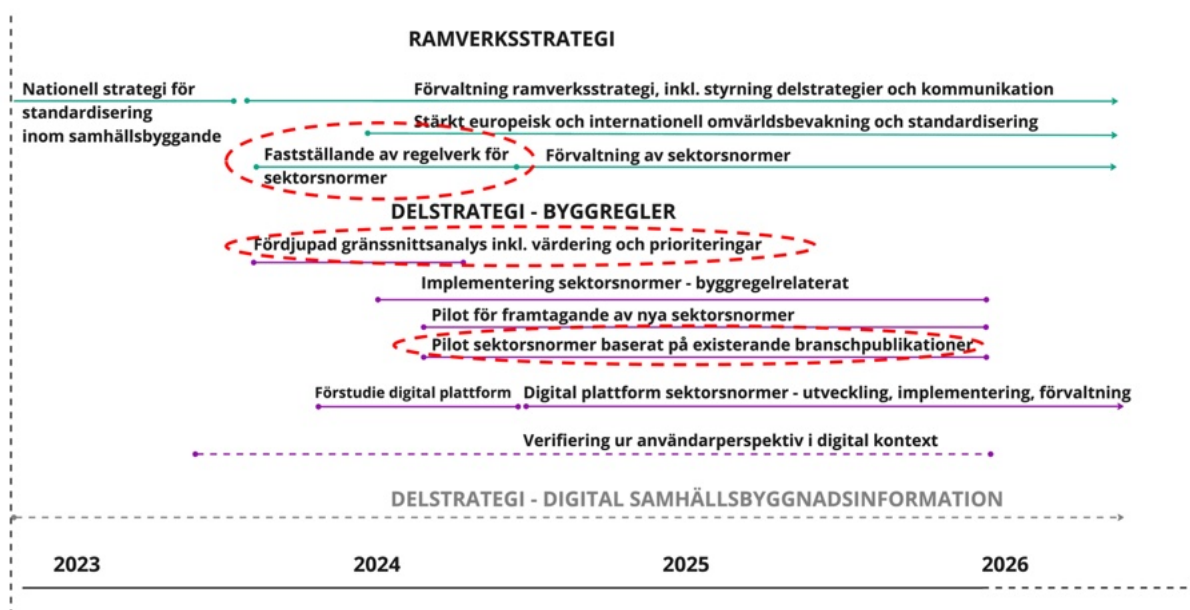 RAMVERKSSTRATEGI
Nationell strategi för
standardisering
inom samhällsbyggande
Förvaltning ramverksstrategi, inkl. styrning delstrategier och kommunikation
Stärkt europeisk och internationell omvärldsbevakning och standardisering
Fastställande av regelverk för
sektorsnormer
Förvaltning av sektorsnormer
DELSTRATEGI - BYGGREGLER
Fördjupad gränssnittsanalys inkl. värdering och prioriteringar
Implementering sektorsnormer - byggregelrelaterat
Pilot för framtagande av nya sektorsnormer
Pilot sektorsnormer baserat på existerande branschpublikationer
Förstudie digital plattform
Digital plattform sektorsnormer - utveckling, implementering, förvaltning
Verifiering ur användarperspektiv i digital kontext
DELSTRATEGI - DIGITAL SAMHÄLLSBYGGNADSINFORMATION
2023
2024
2025
2026